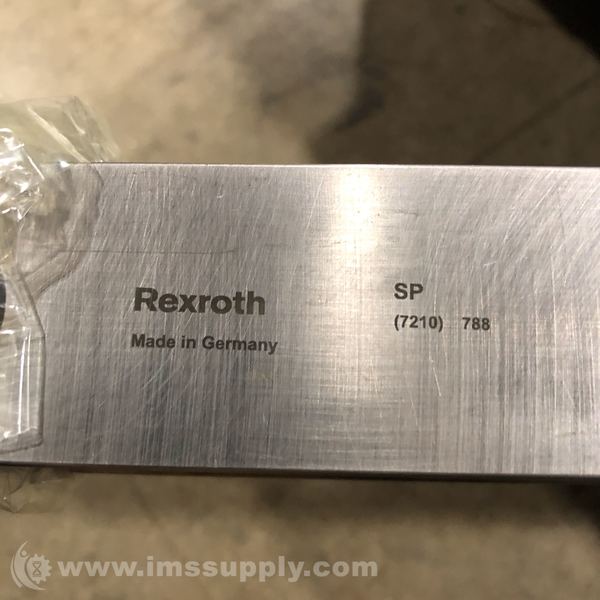 Rexroth
Made in Germany
SP
(7210) 788
www.imssupply.com